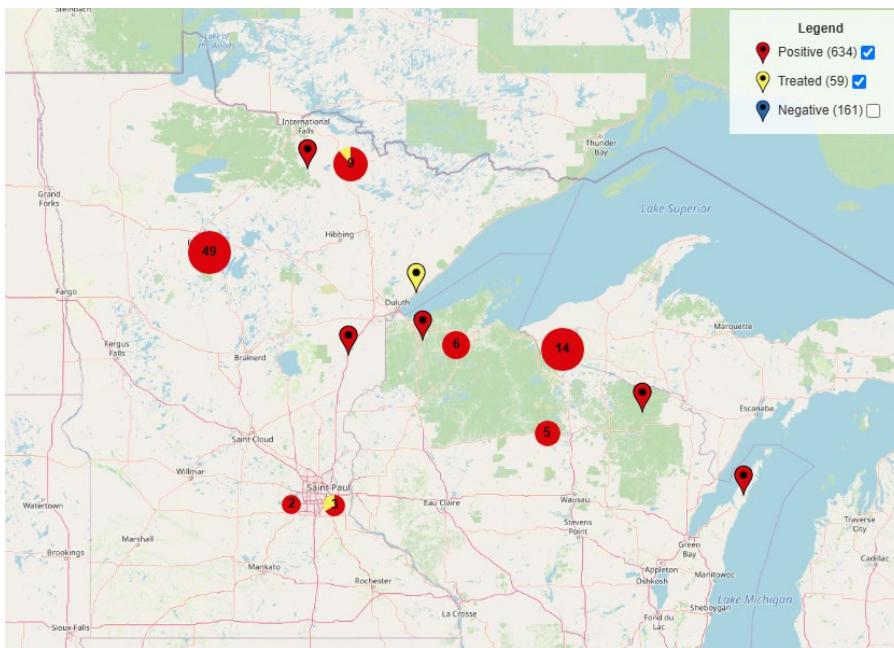 Steinbach
Lake of
the Woods
Legend
Positive (634)
Treated (59)
Negative (161)
International
Falls
Thunder
Bay
9
Grand
Forks
Lake Superior
Hibbing
49
Fargo
Duluth
Marquette
Fergus
Falls
Brainerd
6
14
Escanaba
Saint Cloud
5
Willmar
Saint Paul
2
3
Eau Claire
Wausau
Watertown
Stevens
Point
Traverse
City
Marshall
Green
Bay
Brookings
Mankato
Rochester
Appleton
Oshkosh
Manitowoc
Cadillac
Lake Michigan
Sheboygan
La Crosse
Fond du
Lac
Sioux Falls